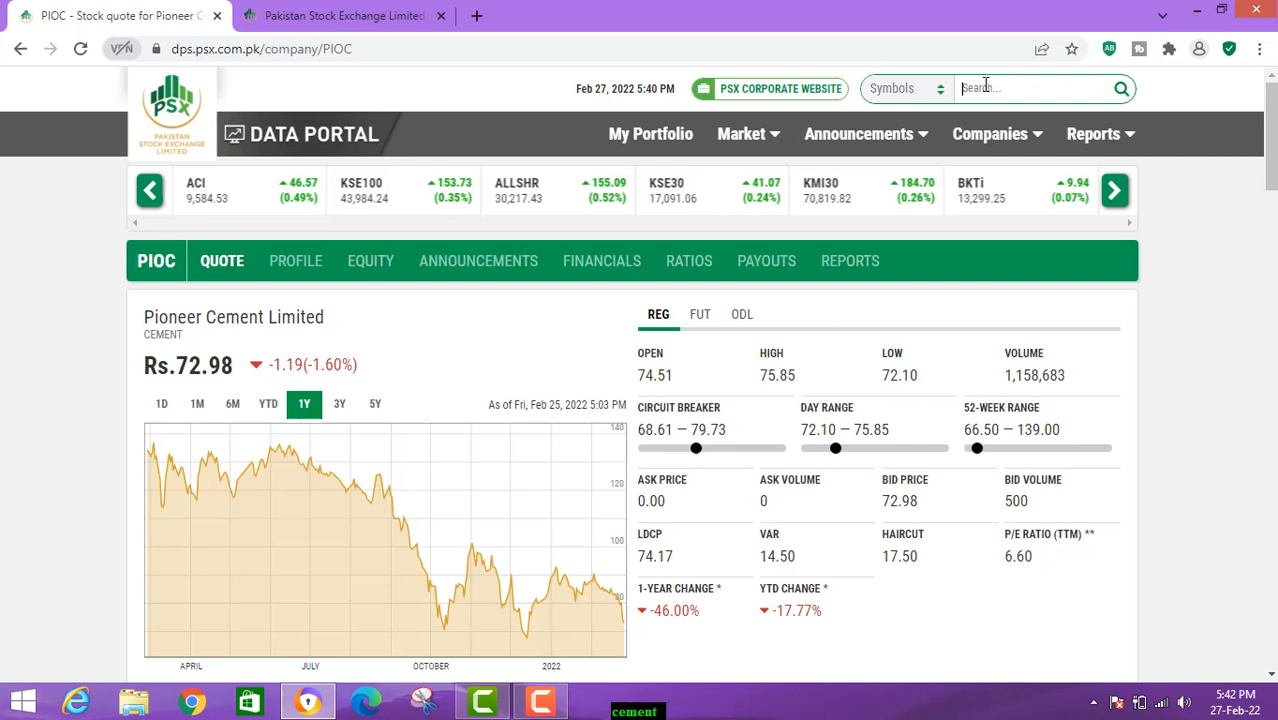 PIOC - Stock quote for Pioneer C
Pakistan Stock Exchange Limited
VPN
dps.psx.com.pk/company/PIOC
PSX
PAKISTAN
STOCK EXCHANGE
LIMITED
Feb 27, 2022 5:40 PM
PSX CORPORATE WEBSITE
Symbols
Search...
DATA PORTAL
My Portfolio
Market
Announcements
Companies
Reports
ACI 46.57
9,584.53 (0.49%)
KSE100 153.73
43,984.24 (0.35%)
ALLSHR 155.09
30,217.43 (0.52%)
KSE30 41.07
17,091.06 (0.24%)
KMI30 184.70
70,819.82 (0.26%)
BKTi 9.94
13,299.25 (0.07%)
PIOC QUOTE PROFILE EQUITY ANNOUNCEMENTS FINANCIALS RATIOS PAYOUTS REPORTS
Pioneer Cement Limited
CEMENT
Rs.72.98 -1.19(-1.60%)
1D 1M 6M YTD 1Y 3Y 5Y
As of Fri, Feb 25, 2022 5:03 PM
140
120
100
80
APRIL JULY OCTOBER 2022
REG FUT ODL
OPEN HIGH LOW VOLUME
74.51 75.85 72.10 1,158,683
CIRCUIT BREAKER DAY RANGE 52-WEEK RANGE
68.61 — 79.73 72.10 — 75.85 66.50 — 139.00
ASK PRICE ASK VOLUME BID PRICE BID VOLUME
0.00 0 72.98 500
LDCP VAR HAIRCUT P/E RATIO (TTM) **
74.17 14.50 17.50 6.60
1-YEAR CHANGE * YTD CHANGE *
-46.00% -17.77%
cement
5:42 PM
27-Feb-22